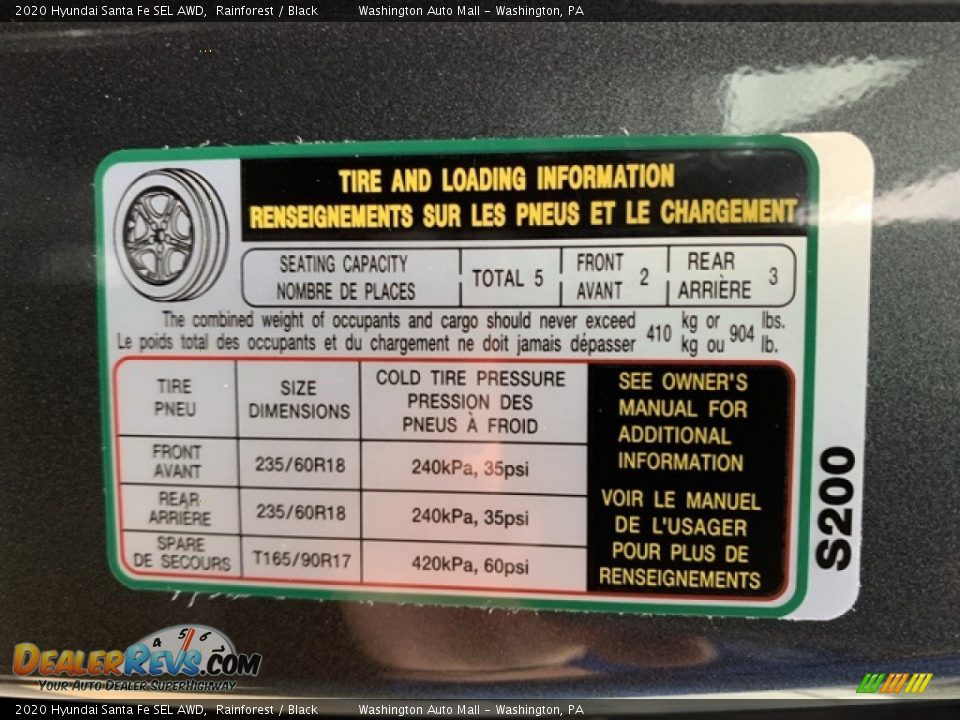 2020 Hyundai Santa Fe SEL AWD, Rainforest / Black Washington Auto Mall - Washington, PA
TIRE AND LOADING INFORMATION
RENSEIGNEMENTS SUR LES PNEUS ET LE CHARGEMENT
SEATING CAPACITY
NOMBRE DE PLACES
TOTAL 5
FRONT
AVANT
2
REAR
ARRIÈRE
3
The combined weight of occupants and cargo should never exceed
Le poids total des occupants et du chargement ne doit jamais dépasser
410
kg or
kg ou
904
lbs.
lb.
TIRE
PNEU
SIZE
DIMENSIONS
COLD TIRE PRESSURE
PRESSION DES
PNEUS À FROID
FRONT
AVANT
235/60R18
240kPa, 35psi
REAR
ARRIÈRE
235/60R18
240kPa, 35psi
SPARE
DE SECOURS
T165/90R17
420kPa, 60psi
SEE OWNER'S
MANUAL FOR
ADDITIONAL
INFORMATION
VOIR LE MANUEL
DE L'USAGER
POUR PLUS DE
RENSEIGNEMENTS
S200
4 5 6
DEALERREVS.COM
YOUR AUTO DEALER SUPERHIGHWAY
2020 Hyundai Santa Fe SEL AWD, Rainforest / Black Washington Auto Mall - Washington, PA